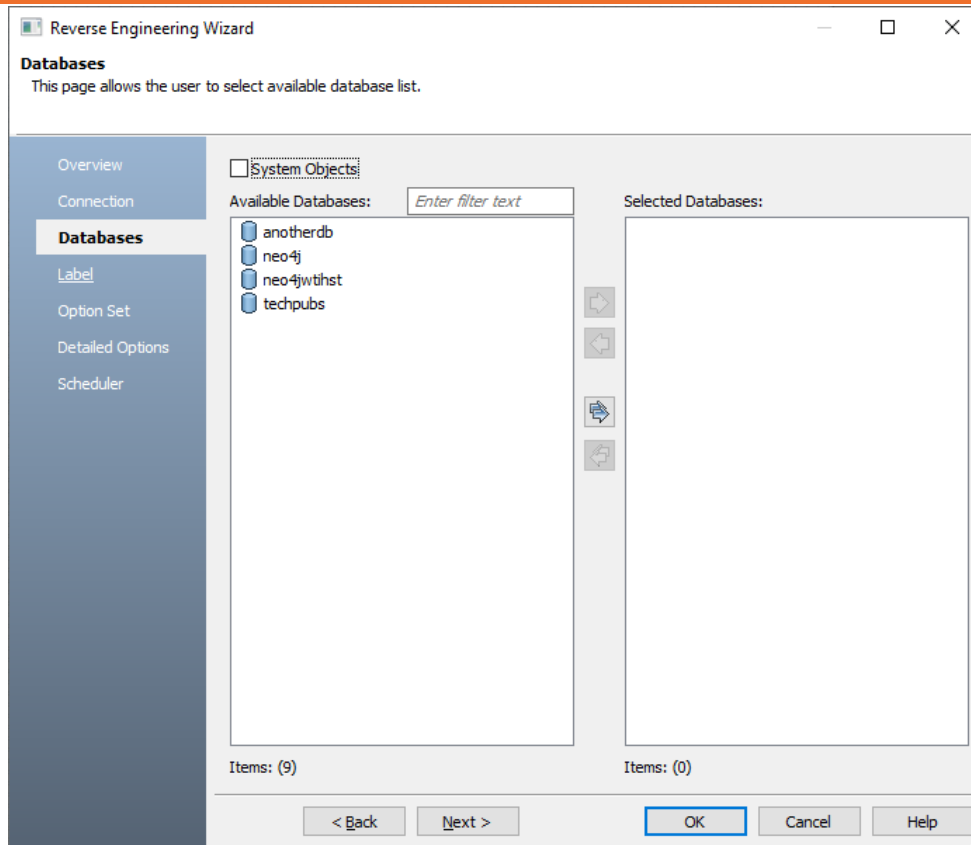 Reverse Engineering Wizard
Databases
This page allows the user to select available database list.
Overview
Connection
Databases
Label
Option Set
Detailed Options
Scheduler
System Objects
Available Databases:
Enter filter text
Selected Databases:
anotherdb
neo4j
neo4jwtihst
techpubs
Items: (9)
Items: (0)
< Back
Next >
OK
Cancel
Help